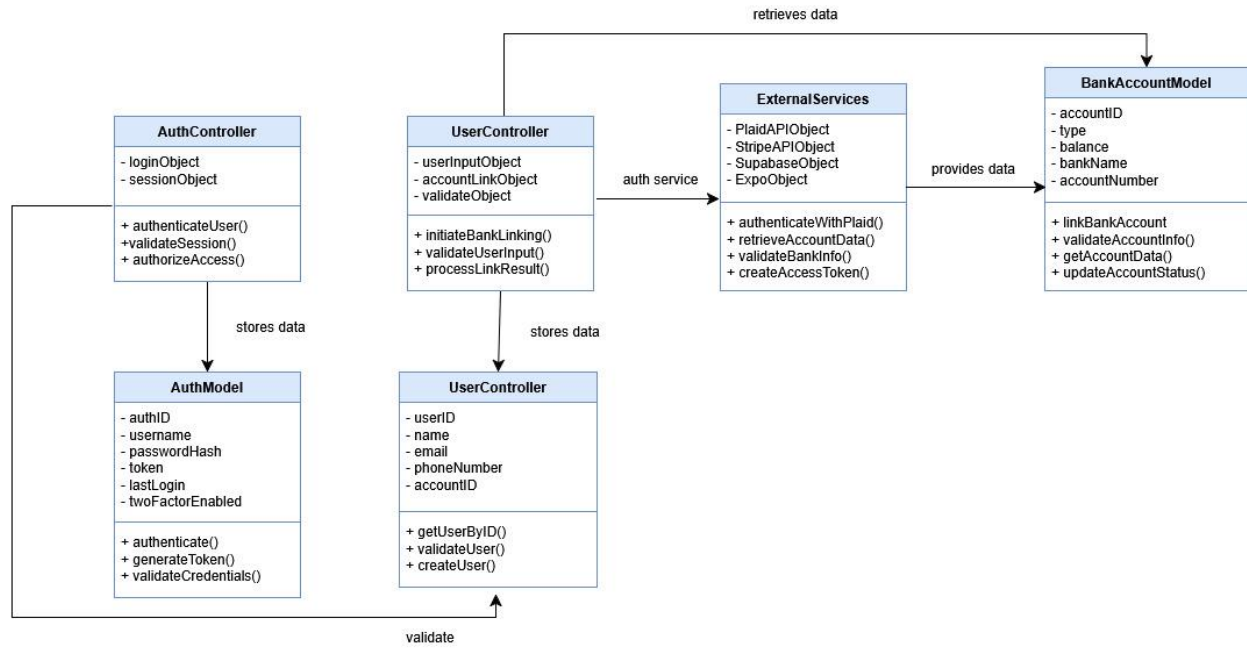 retrieves data
AuthController
- loginObject
- sessionObject
+ authenticateUser()
+validateSession()
+ authorizeAccess()
UserController
- userInputObject
- accountLinkObject
- validateObject
+ initiateBankLinking()
+ validateUserInput()
+ processLinkResult()
auth service
ExternalServices
- PlaidAPIObject
- StripeAPIObject
- SupabaseObject
- ExpoObject
+ authenticateWithPlaid()
+ retrieveAccountData()
+ validateBankInfo()
+ createAccessToken()
provides data
BankAccountModel
- accountID
- type
- balance
- bankName
- accountNumber
+ linkBankAccount
+ validateAccountInfo()
+ getAccountData()
+ updateAccountStatus()
stores data
stores data
AuthModel
- authID
- username
- passwordHash
- token
- lastLogin
- twoFactorEnabled
+ authenticate()
+ generateToken()
+ validateCredentials()
UserController
- userID
- name
- email
- phoneNumber
- accountID
+ getUserByID()
+ validateUser()
+ createUser()
validate